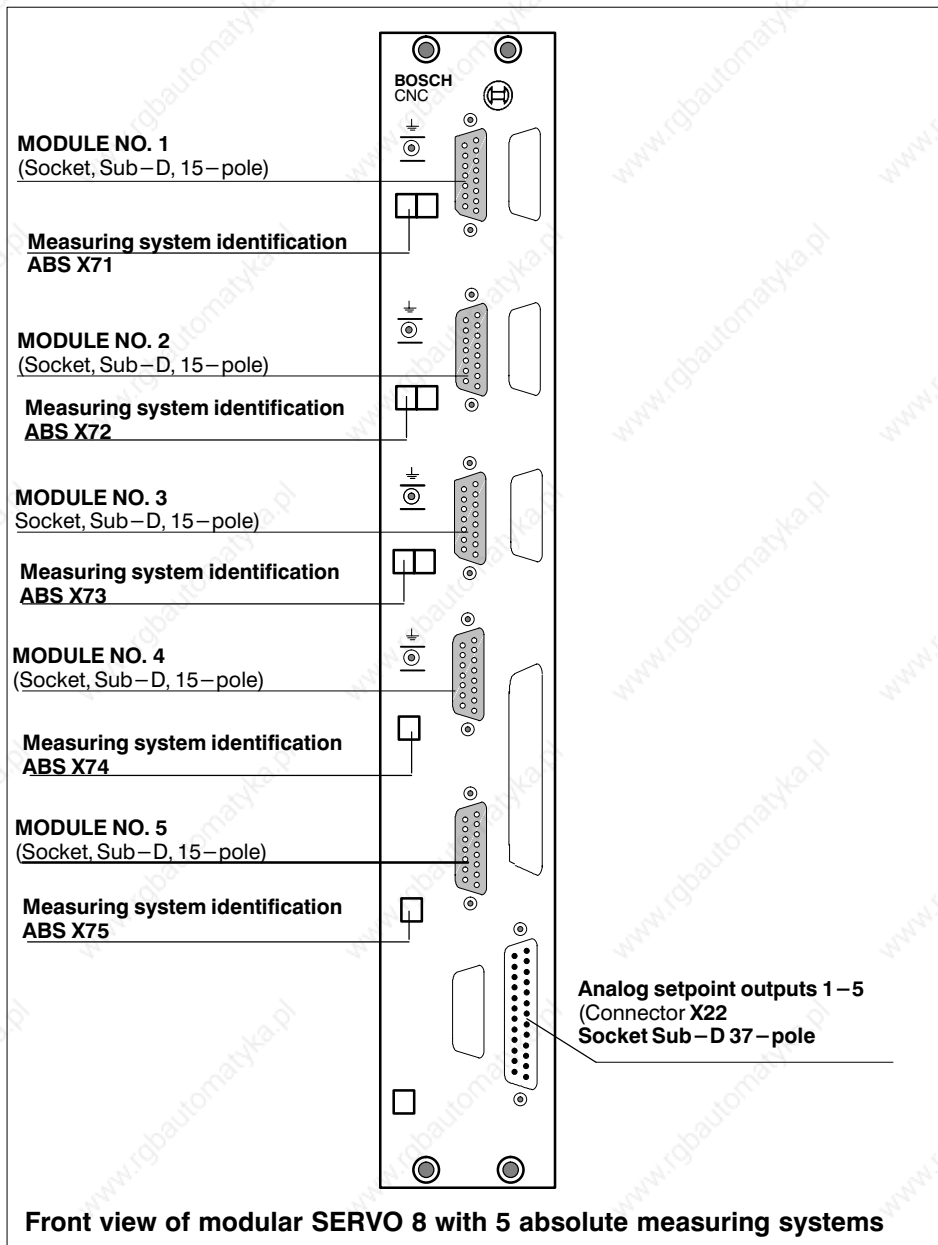 BOSCH
CNC
MODULE NO. 1
(Socket, Sub−D, 15−pole)
Measuring system identification
ABS X71
MODULE NO. 2
(Socket, Sub−D, 15−pole)
Measuring system identification
ABS X72
MODULE NO. 3
Socket, Sub−D, 15−pole)
Measuring system identification
ABS X73
MODULE NO. 4
(Socket, Sub−D, 15−pole)
Measuring system identification
ABS X74
MODULE NO. 5
(Socket, Sub−D, 15−pole)
Measuring system identification
ABS X75
Analog setpoint outputs 1−5
(Connector X22
Socket Sub−D 37−pole
Front view of modular SERVO 8 with 5 absolute measuring systems
www.rgbautomatyka.pl